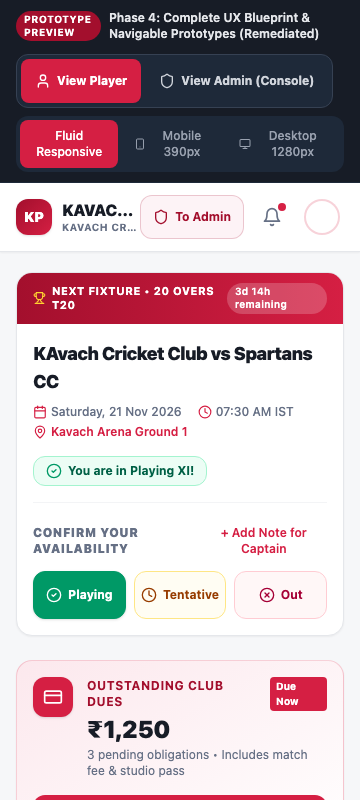 PROTOTYPE
PREVIEW
Phase 4: Complete UX Blueprint &
Navigable Prototypes (Remediated)
View Player
View Admin (Console)
Fluid
Responsive
Mobile
390px
Desktop
1280px
KP
KAVAC...
KAVACH CR...
To Admin
NEXT FIXTURE • 20 OVERS
T20
3d 14h
remaining
KAvach Cricket Club vs Spartans
CC
Saturday, 21 Nov 2026
07:30 AM IST
Kavach Arena Ground 1
You are in Playing XI!
CONFIRM YOUR
AVAILABILITY
+ Add Note for
Captain
Playing
Tentative
Out
OUTSTANDING CLUB
DUES
Due
Now
₹1,250
3 pending obligations • Includes match
fee & studio pass